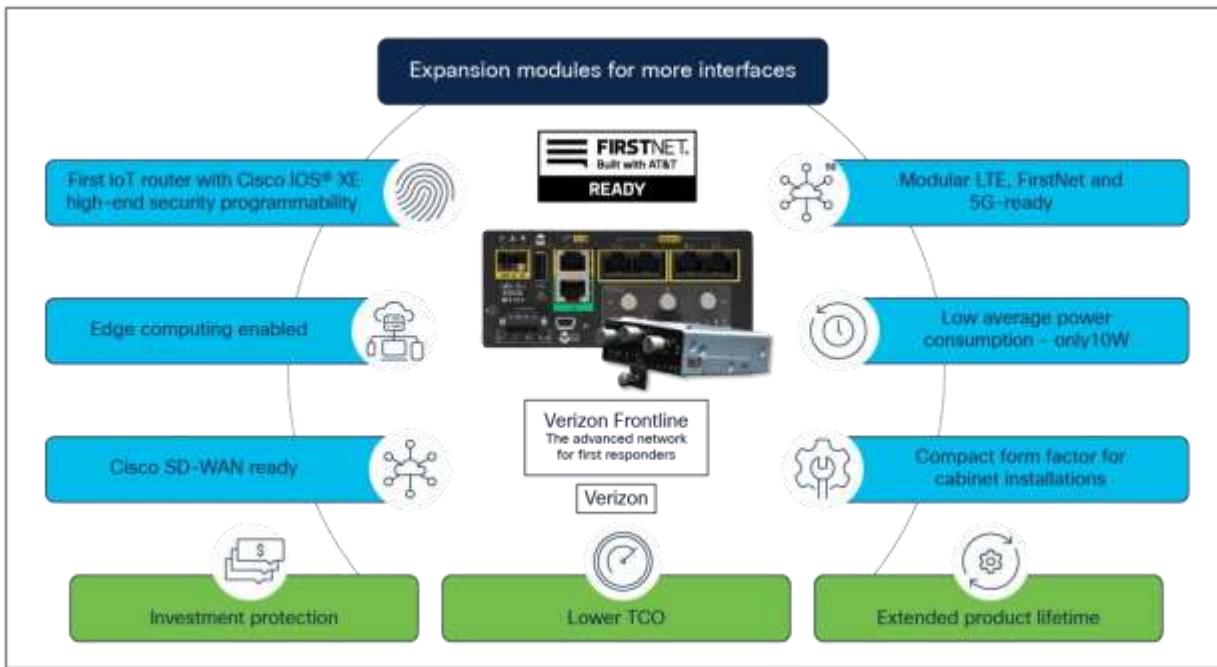 Expansion modules for more interfaces
FIRSTNET®
Built with AT&T
READY
First IoT router with Cisco IOS® XE
high-end security programmability
Modular LTE, FirstNet and
5G-ready
Edge computing enabled
Low average power
consumption - only10W
Verizon Frontline
The advanced network
for first responders
Cisco SD-WAN ready
Compact form factor for
cabinet installations
Verizon
$
Investment protection
Lower TCO
Extended product lifetime